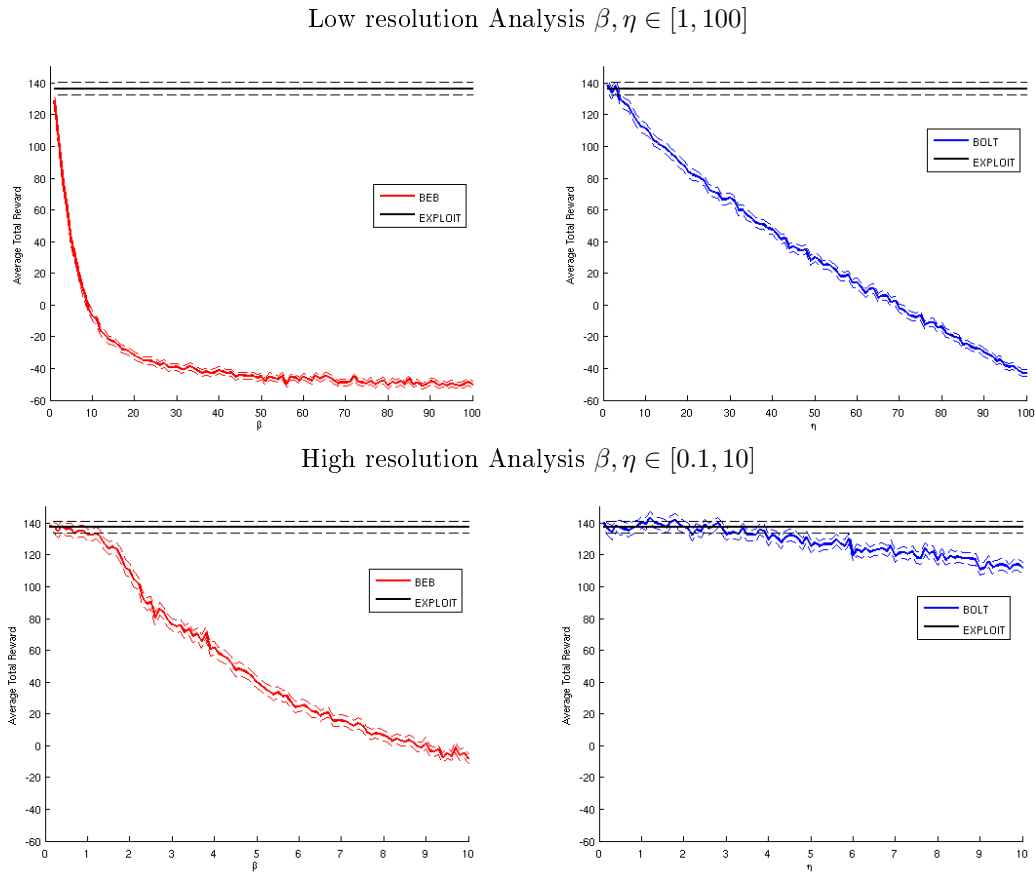 Low resolution Analysis β, η ∈ [1, 100]
140
120
100
80
60
40
20
0
-20
-40
-60
0 10 20 30 40 50 60 70 80 90 100
Average Total Reward
β
BEB
EXPLOIT
140
120
100
80
60
40
20
0
-20
-40
-60
0 10 20 30 40 50 60 70 80 90 100
Average Total Reward
η
BOLT
EXPLOIT
High resolution Analysis β, η ∈ [0.1, 10]
140
120
100
80
60
40
20
0
-20
-40
-60
0 1 2 3 4 5 6 7 8 9 10
Average Total Reward
β
BEB
EXPLOIT
140
120
100
80
60
40
20
0
-20
-40
-60
0 1 2 3 4 5 6 7 8 9 10
Average Total Reward
η
BOLT
EXPLOIT